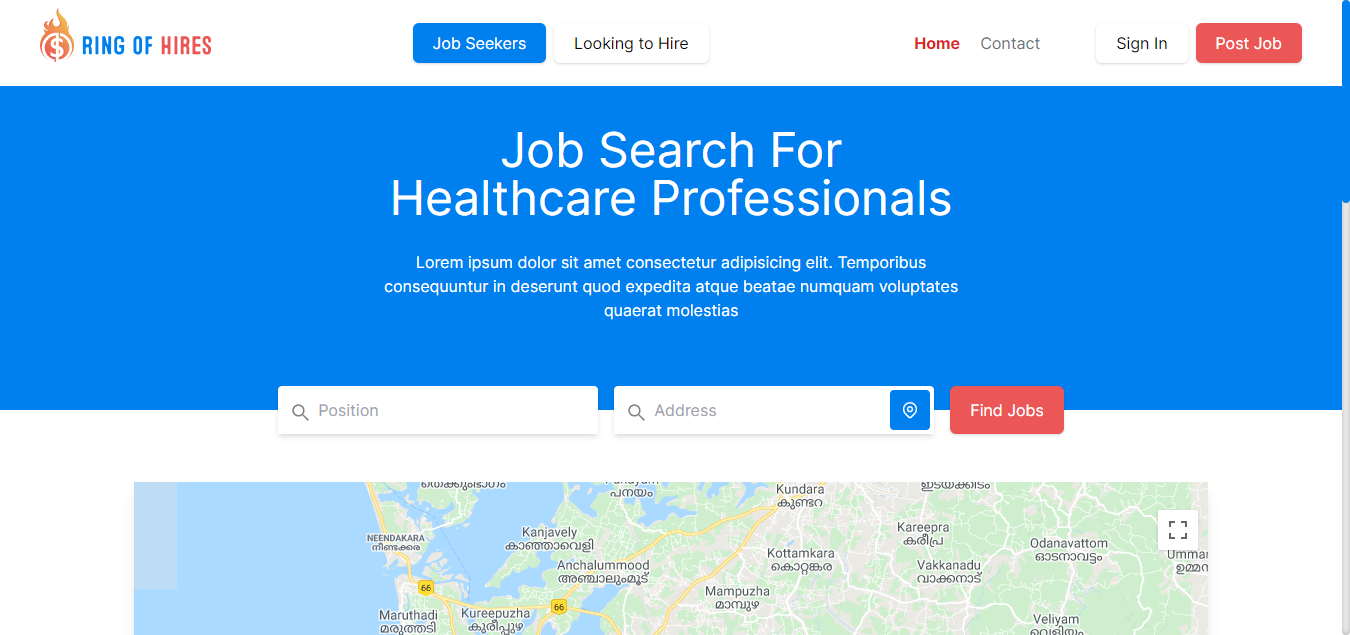 RING OF HIRES
Job Seekers
Looking to Hire
Home
Contact
Sign In
Post Job
Job Search For
Healthcare Professionals
Lorem ipsum dolor sit amet consectetur adipisicing elit. Temporibus
consequuntur in deserunt quod expedita atque beatae numquam voluptates
quaerat molestias
Position
Address
Find Jobs
തെക്കുംഭാഗം
പനയം
Kundara
കുണ്ടറ
ഇടയ്ക്കിടം
NEENDAKARA
നീണ്ടകര
Kanjavely
കാഞ്ഞാവെളി
Kareepra
കരീപ്ര
Odanavattom
ഓടനാവട്ടം
Anchalummood
അഞ്ചാലുംമൂട്
Kottamkara
കൊറ്റങ്കര
Vakkanadu
വാക്കനാട്
66
66
Mampuzha
മാമ്പുഴ
Maruthadi
മരുത്തടി
Kureepuzha
കുരീപ്പുഴ
Veliyam
വെളിയം